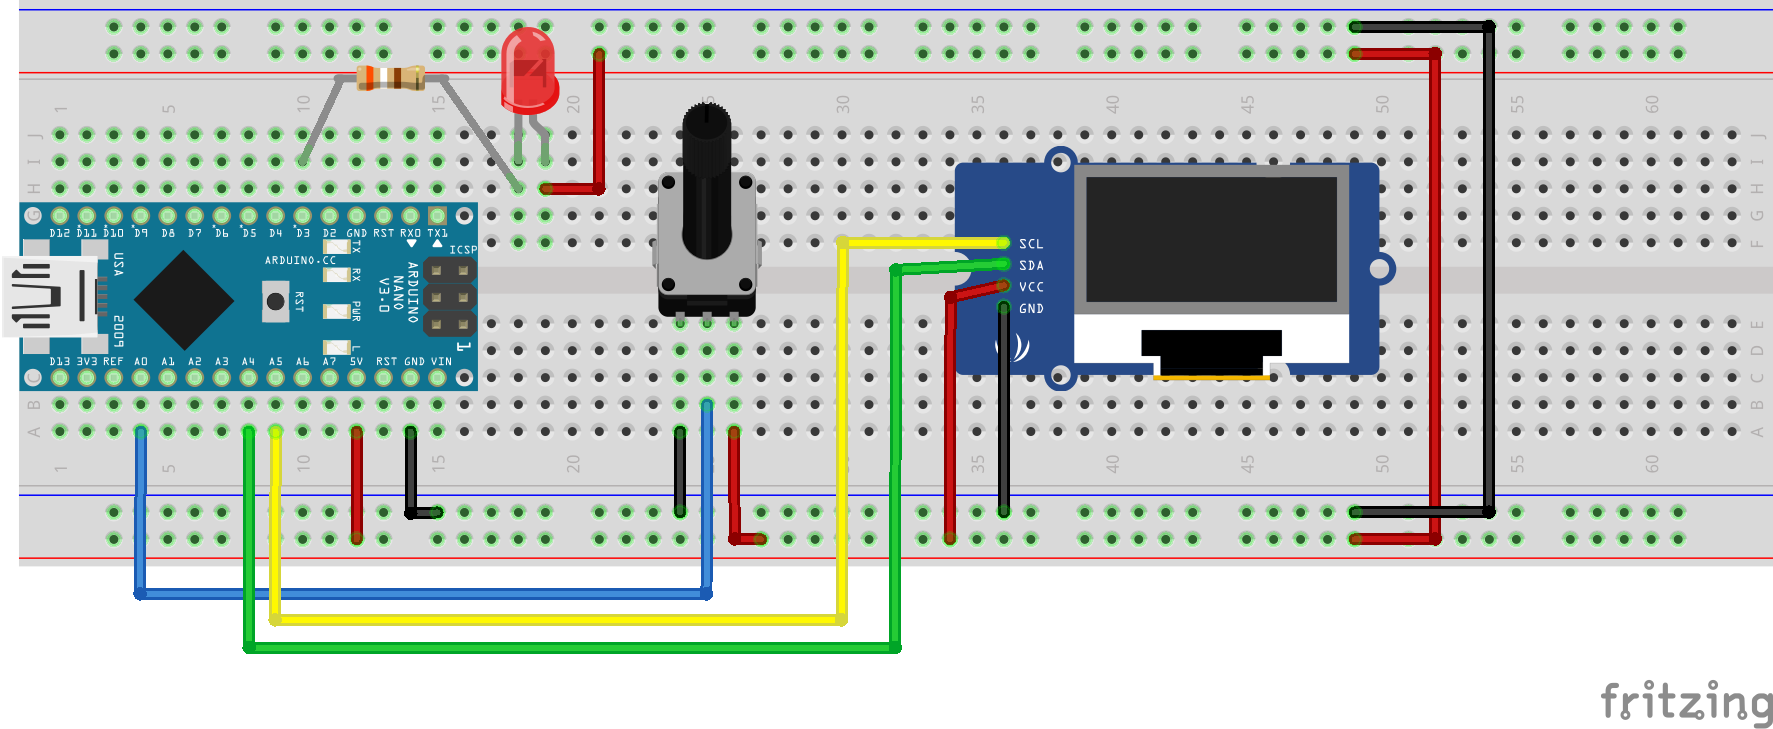 1 5 10 15 20 25 30 35 40 45 50 55 60
J J
I I
H H
G G
F
D12 D11 D10 D9 D8 D7 D6 D5 D4 D3 D2 GND RST RX0 TX1
TX
RX
PWR
L
ICSP
1
ARDUINO.CC
RST
USA
2009
ARDUINO
NANO
V3.0
D13 3V3 REF A0 A1 A2 A3 A4 A5 A6 A7 5V RST GND VIN
SCL
SDA
VCC
GND
E
D
C C
B B
A A
1 5 10 15 20 30 35 40 45 50 55 60
fritzing